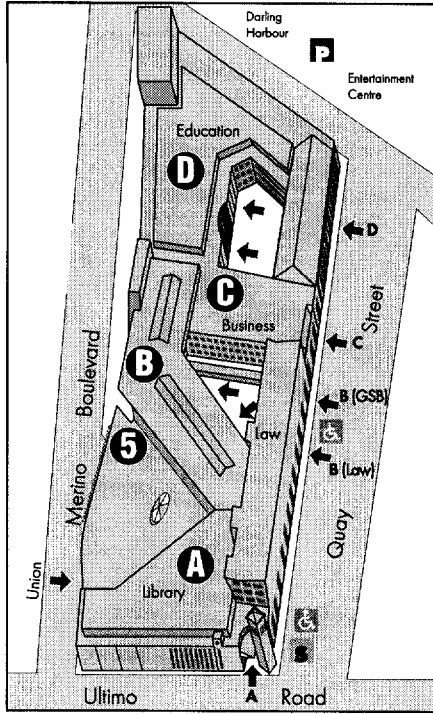 Darling
Harbour
P
Entertainment
Centre
Education
D
D
C
Business
Street
C
B
B (GSB)
Boulevard
Law
5
B (Law)
Merino
Quay
A
Library
Union
S
A
Ultimo Road